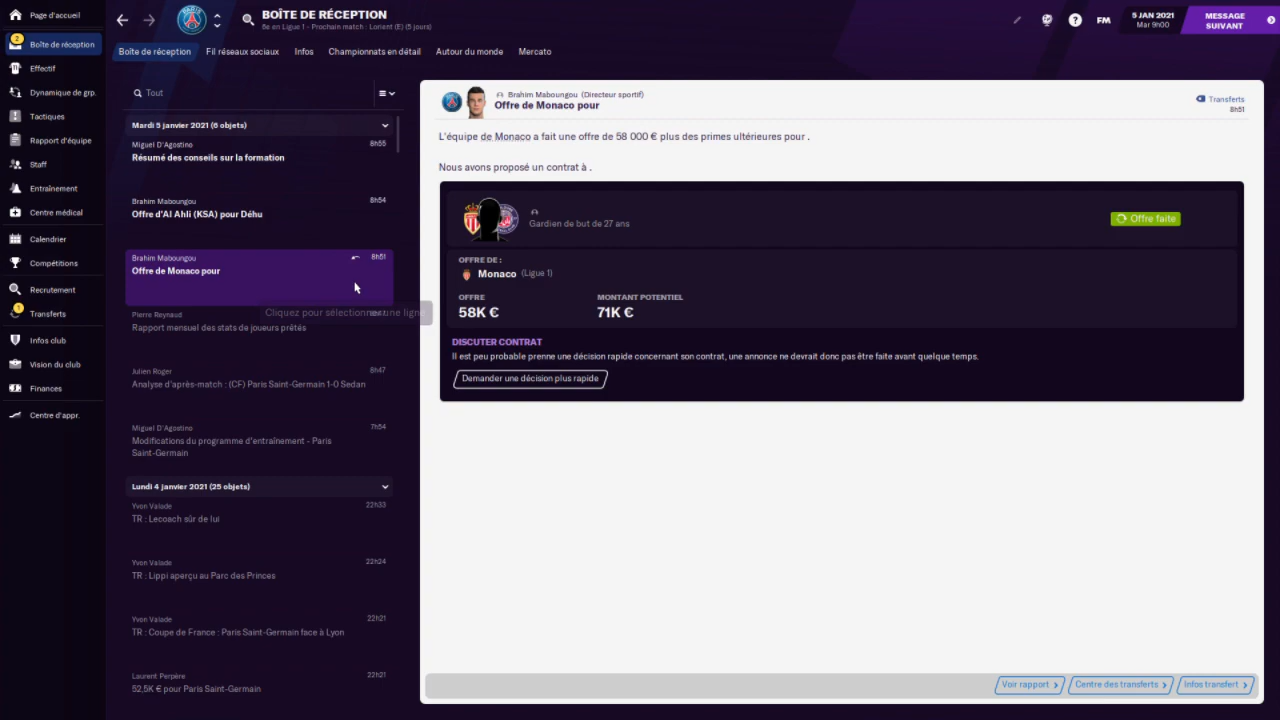 Page d'accueil
2
Boîte de réception
Effectif
Dynamique de grp.
Tactiques
Rapport d'équipe
Staff
Entraînement
Centre médical
Calendrier
Compétitions
Recrutement
1
Transferts
Infos club
Vision du club
Finances
Centre d'appr.
BOÎTE DE RÉCEPTION
8e en Ligue 1 - Prochain match : Lorient (E) (5 jours)
?
FM
5 JAN 2021
Mar 9h00
MESSAGE
SUIVANT
Boîte de réception
Fil réseaux sociaux
Infos
Championnats en détail
Autour du monde
Mercato
Tout
Mardi 5 janvier 2021 (6 objets)
Miguel D'Agostino 8h55
Résumé des conseils sur la formation
Brahim Maboungou 8h54
Offre d'Al Ahli (KSA) pour Déhu
Brahim Maboungou 8h51
Offre de Monaco pour
Cliquez pour sélectionner une ligne
Pierre Reynaud
Rapport mensuel des stats de joueurs prêtés
Julien Roger 8h47
Analyse d'après-match : (CF) Paris Saint-Germain 1-0 Sedan
Miguel D'Agostino 7h54
Modifications du programme d'entraînement - Paris
Saint-Germain
Lundi 4 janvier 2021 (25 objets)
Yvon Valade 22h33
TR : Lecoach sûr de lui
Yvon Valade 22h24
TR : Lippi aperçu au Parc des Princes
Yvon Valade 22h21
TR : Coupe de France : Paris Saint-Germain face à Lyon
Laurent Perpère 22h21
52,5K € pour Paris Saint-Germain
Brahim Maboungou (Directeur sportif)
Offre de Monaco pour
Transferts
8h51
L'équipe de Monaco a fait une offre de 58 000 € plus des primes ultérieures pour .
Nous avons proposé un contrat à .
Gardien de but de 27 ans
Offre faite
OFFRE DE :
Monaco (Ligue 1)
OFFRE
58K €
MONTANT POTENTIEL
71K €
DISCUTER CONTRAT
Il est peu probable prenne une décision rapide concernant son contrat, une annonce ne devrait donc pas être faite avant quelque temps.
Demander une décision plus rapide
Voir rapport
Centre des transferts
Infos transfert